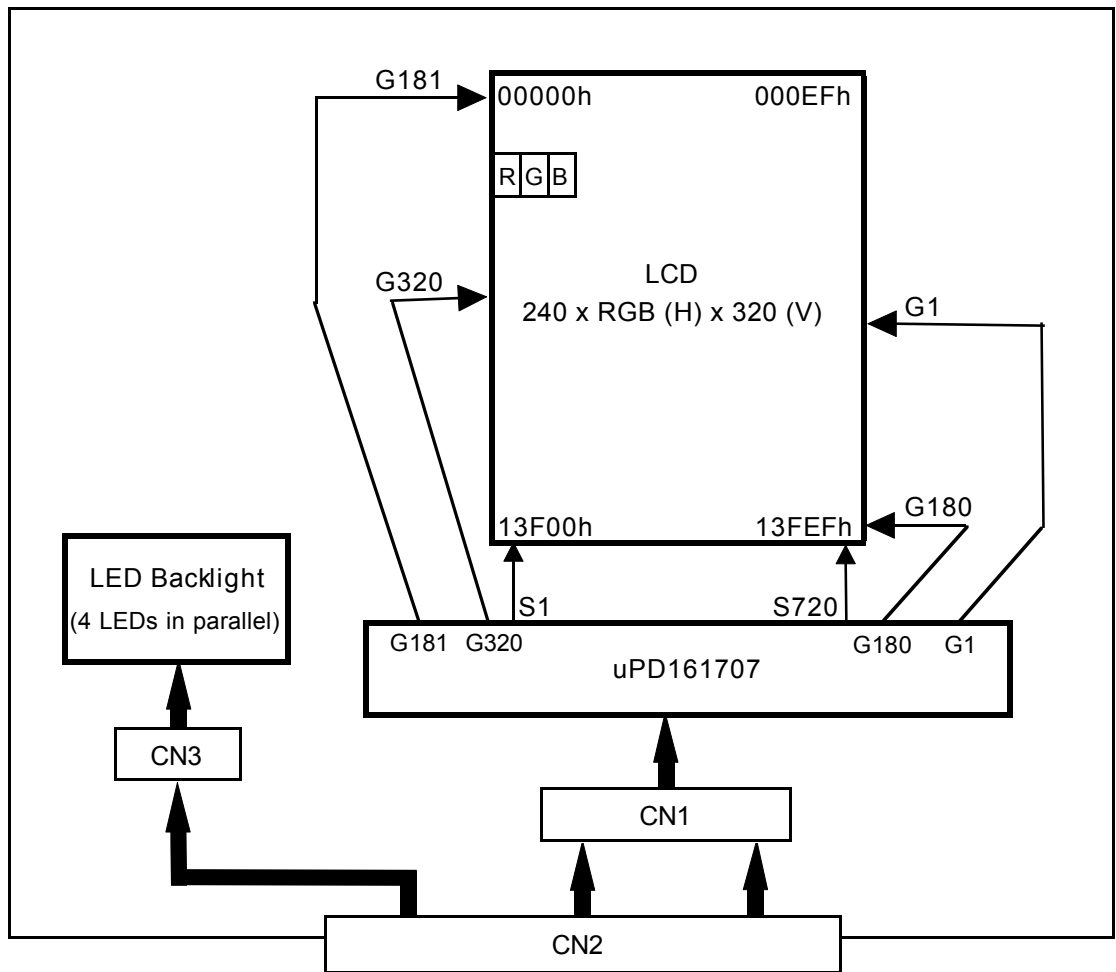 G181
00000h
000EFh
R G B
G320
LCD
240 x RGB (H) x 320 (V)
G1
G180
13F00h
13FEFh
S1
S720
LED Backlight
(4 LEDs in parallel)
G181
G320
G180
G1
uPD161707
CN3
CN1
CN2